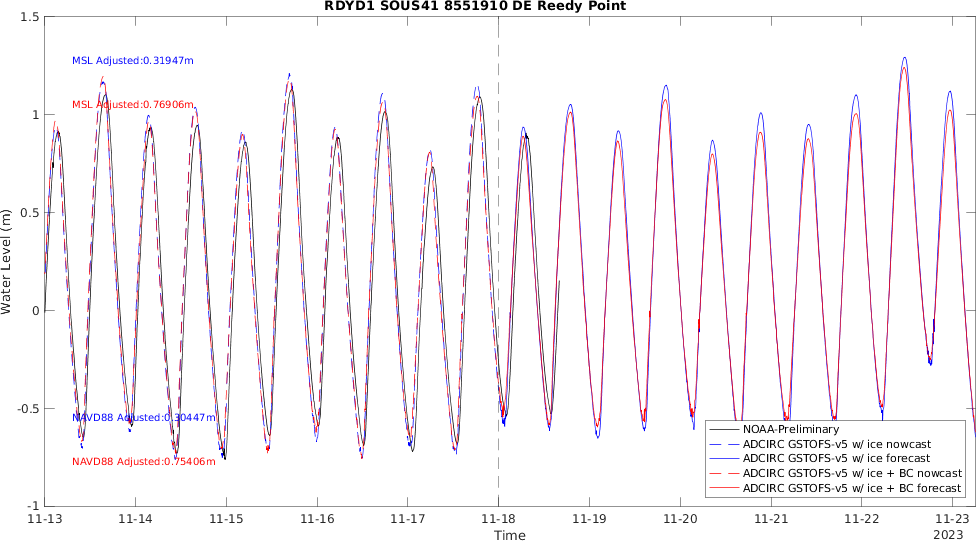 RDYD1 SOUS41 8551910 DE Reedy Point
1.5
1
0.5
0
-0.5
-1
Water Level (m)
MSL Adjusted:0.31947m
MSL Adjusted:0.76906m
NAVD88 Adjusted:0.30447m
NAVD88 Adjusted:0.75406m
NOAA-Preliminary
ADCIRC GSTOFS-v5 w/ ice nowcast
ADCIRC GSTOFS-v5 w/ ice forecast
ADCIRC GSTOFS-v5 w/ ice + BC nowcast
ADCIRC GSTOFS-v5 w/ ice + BC forecast
11-13 11-14 11-15 11-16 11-17 11-18 11-19 11-20 11-21 11-22 11-23
2023
Time